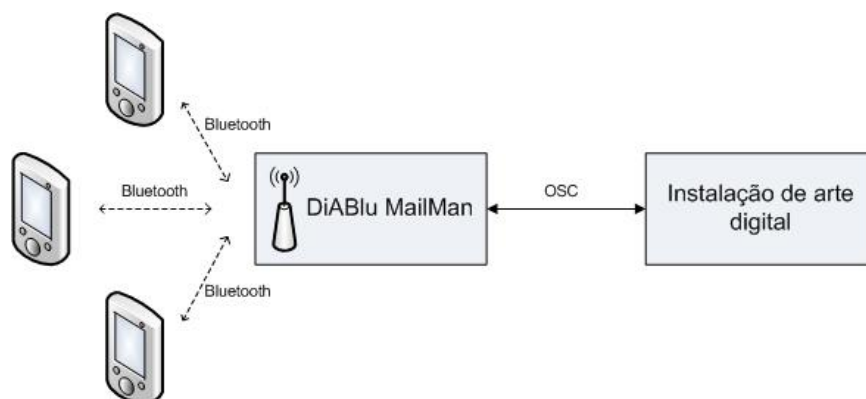 Bluetooth
Bluetooth
DiABlu MailMan
OSC
Instalação de arte
digital
Bluetooth